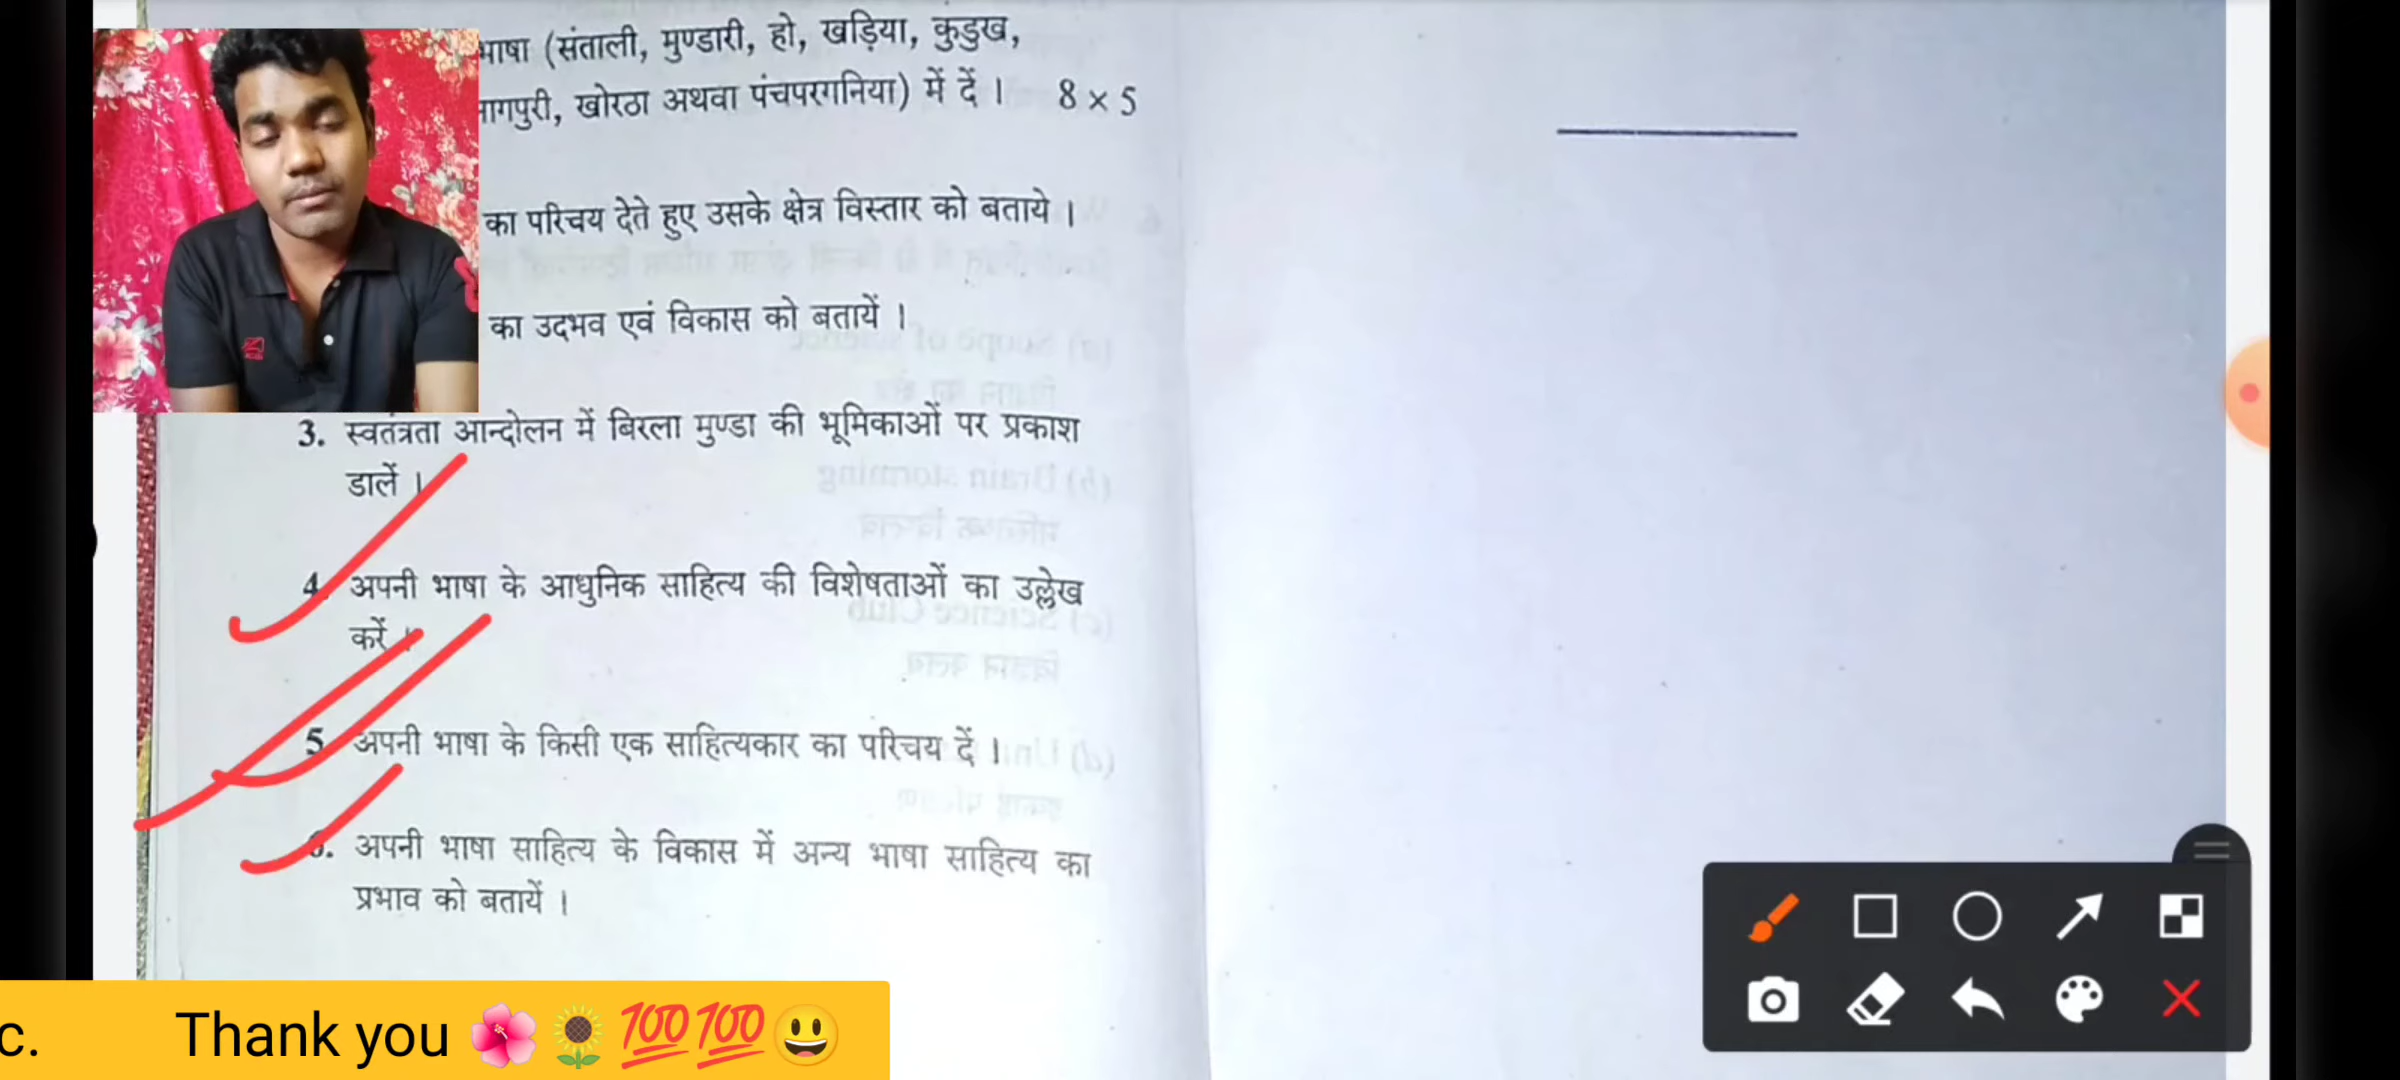 भाषा (संताली, मुण्डारी, हो, खड़िया, कुडुख,
नागपुरी, खोरठा अथवा पंचपरगनिया) में दें । 8 × 5
का परिचय देते हुए उसके क्षेत्र विस्तार को बताये ।
का उदभव एवं विकास को बतायें ।
3. स्वतंत्रता आन्दोलन में बिरला मुण्डा की भूमिकाओं पर प्रकाश
डालें ।
4. अपनी भाषा के आधुनिक साहित्य की विशेषताओं का उल्लेख
करें ।
5. अपनी भाषा के किसी एक साहित्यकार का परिचय दें ।
6. अपनी भाषा साहित्य के विकास में अन्य भाषा साहित्य का
प्रभाव को बतायें ।
c. Thank you 🌺🌻💯💯😃